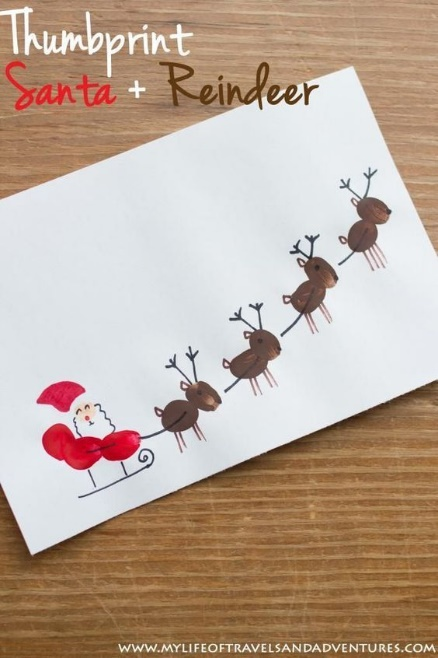 Thumbprint
Santa + Reindeer
WWW.MYLIFEOFTRAVELSANDADVENTURES.COM